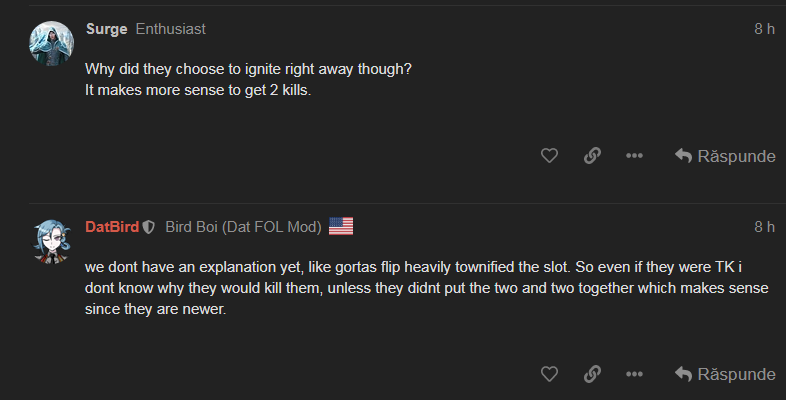 Surge Enthusiast 8 h
Why did they choose to ignite right away though?
It makes more sense to get 2 kills.
Răspunde
DatBird Bird Boi (Dat FOL Mod) 8 h
we dont have an explanation yet, like gortas flip heavily townified the slot. So even if they were TK i
dont know why they would kill them, unless they didnt put the two and two together which makes sense
since they are newer.
Răspunde